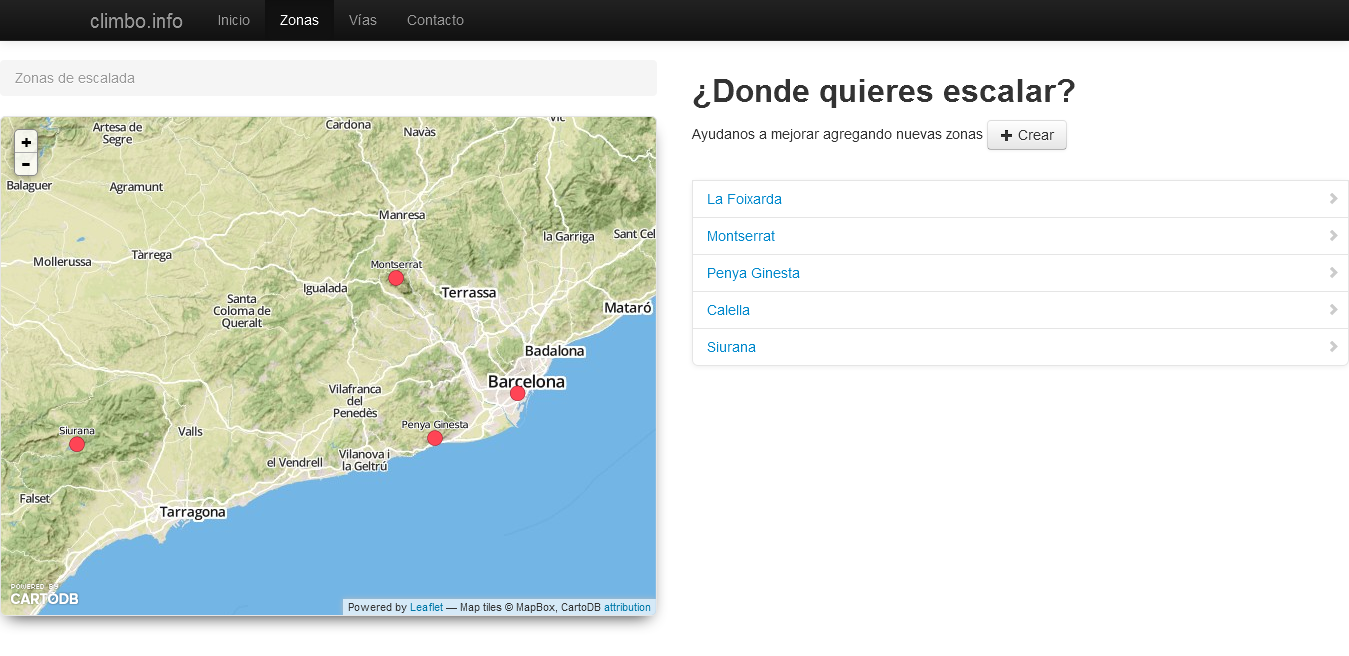 climbo.info Inicio Zonas Vías Contacto
Zonas de escalada
¿Donde quieres escalar?
Ayudanos a mejorar agregando nuevas zonas + Crear
La Foixarda
Montserrat
Penya Ginesta
Calella
Siurana
+
-
Artesa de
Segre
Cardona
Navàs
Vic
Balaguer
Agramunt
Manresa
la Garriga
Sant Cel
Mollerussa
Tàrrega
Montserrat
Igualada
Terrassa
Santa
Coloma de
Queralt
Mataró
Badalona
Barcelona
Vilafranca
del
Penedès
Siurana
Valls
Penya Ginesta
el Vendrell
Vilanova i
la Geltrú
Falset
Tarragona
POWERED BY
CARTODB
Powered by Leaflet — Map tiles © MapBox, CartoDB attribution